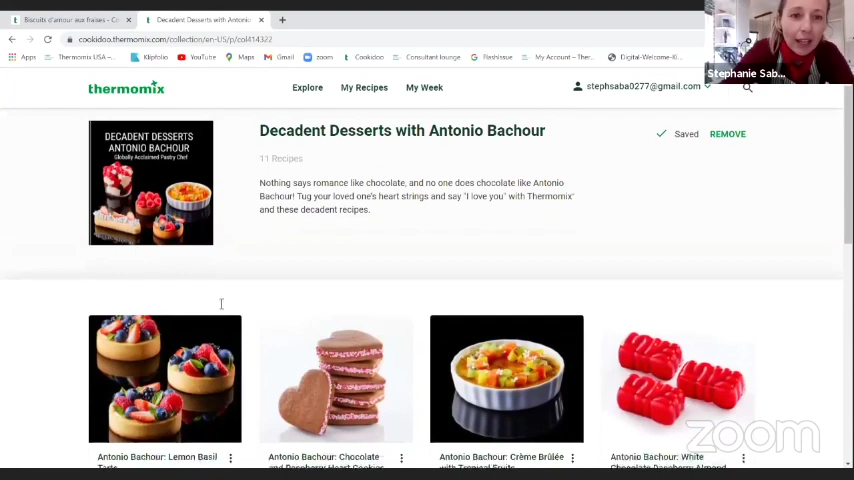 Biscuits d'amour aux fraises - Co
Decadent Desserts with Antonio
cookidoo.thermomix.com/collection/en-US/p/col414322
Apps
Thermomix USA –...
Klipfolio
YouTube
Maps
Gmail
zoom
Cookidoo
Consultant lounge
Flashissue
My Account – Ther...
Digital-Welcome-Ki...
Stephanie Sab...
thermomix
Explore
My Recipes
My Week
stephsaba0277@gmail.com
DECADENT DESSERTS
ANTONIO BACHOUR
Globally Acclaimed Pastry Chef
Decadent Desserts with Antonio Bachour
Saved
REMOVE
11 Recipes
Nothing says romance like chocolate, and no one does chocolate like Antonio
Bachour! Tug your loved one's heart strings and say "I love you" with Thermomix®
and these decadent recipes.
Antonio Bachour: Lemon Basil
Tarts
Antonio Bachour: Chocolate
and Raspberry Heart Cookies
Antonio Bachour: Crème Brûlée
with Tropical Fruits
Antonio Bachour: White
Chocolate Raspberry Almond
zoom